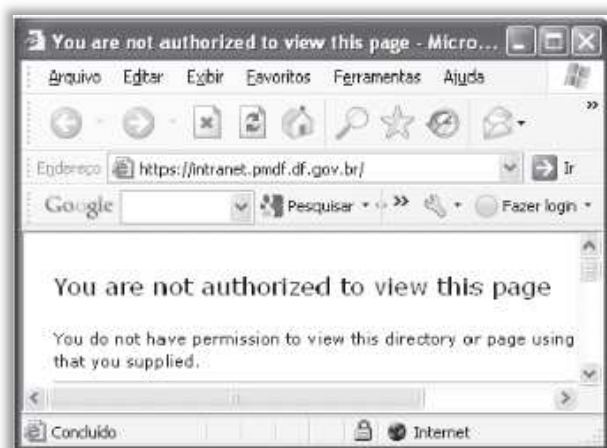 You are not authorized to view this page - Micro...
Arquivo Editar Exibir Favoritos Ferramentas Ajuda
»
Endereço https://intranet.pmdf.df.gov.br/ Ir
Google Pesquisar » Fazer login
You are not authorized to view this page
You do not have permission to view this directory or page using
that you supplied.
Concluído Internet